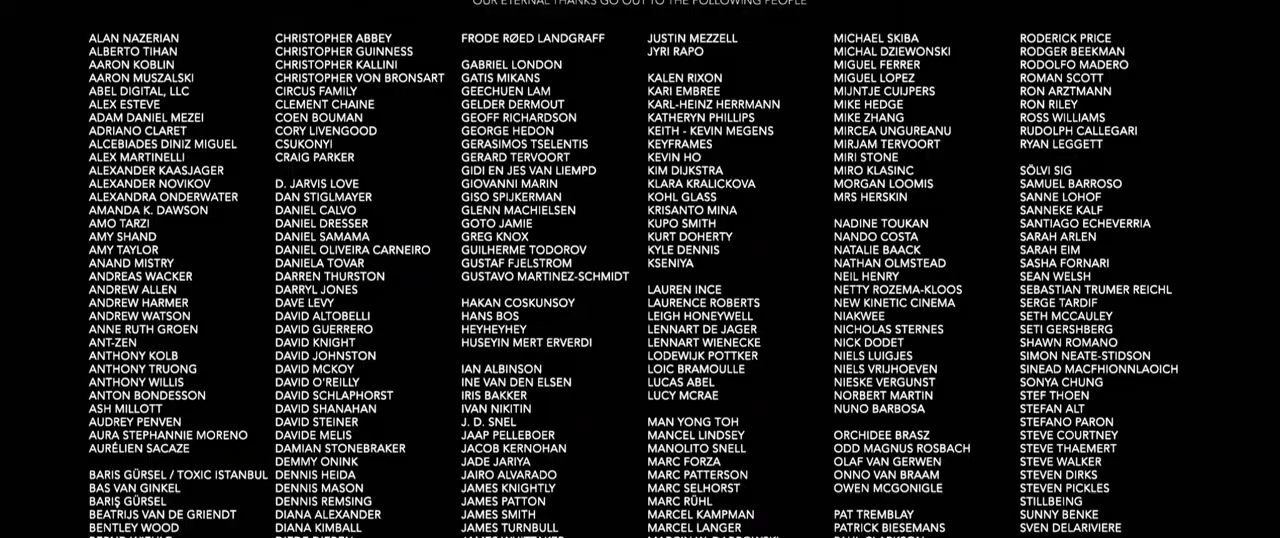 OUR ETERNAL THANKS GO OUT TO THE FOLLOWING PEOPLE
ALAN NAZERIAN
ALBERTO TIHAN
AARON KOBLIN
AARON MUSZALSKI
ABEL DIGITAL, LLC
ALEX ESTEVE
ADAM DANIEL MEZEI
ADRIANO CLARET
ALCEBIADES DINIZ MIGUEL
ALEX MARTINELLI
ALEXANDER KAASJAGER
ALEXANDER NOVIKOV
ALEXANDRA ONDERWATER
AMANDA K. DAWSON
AMO TARZI
AMY SHAND
AMY TAYLOR
ANAND MISTRY
ANDREAS WACKER
ANDREW ALLEN
ANDREW HARMER
ANDREW WATSON
ANNE RUTH GROEN
ANT-ZEN
ANTHONY KOLB
ANTHONY TRUONG
ANTHONY WILLIS
ANTON BONDESSON
ASH MILLOTT
AUDREY PENVEN
AURA STEPHANNIE MORENO
AURÉLIEN SACAZE
BARIS GÜRSEL / TOXIC ISTANBUL
BAS VAN GINKEL
BARIŞ GÜRSEL
BEATRIJS VAN DE GRIENDT
BENTLEY WOOD
CHRISTOPHER ABBEY
CHRISTOPHER GUINNESS
CHRISTOPHER KALLINI
CHRISTOPHER VON BRONSART
CIRCUS FAMILY
CLEMENT CHAINE
COEN BOUMAN
CORY LIVENGOOD
CSUKONYI
CRAIG PARKER
D. JARVIS LOVE
DAN STIGLMAYER
DANIEL CALVO
DANIEL DRESSER
DANIEL SAMAMA
DANIEL OLIVEIRA CARNEIRO
DANIELA TOVAR
DARREN THURSTON
DARRYL JONES
DAVE LEVY
DAVID ALTOBELLI
DAVID GUERRERO
DAVID KNIGHT
DAVID JOHNSTON
DAVID MCKOY
DAVID O'REILLY
DAVID SCHLAPHORST
DAVID SHANAHAN
DAVID STEINER
DAVIDE MELIS
DAMIAN STONEBRAKER
DEMMY ONINK
DENNIS HEIDA
DENNIS MASON
DENNIS REMSING
DIANA ALEXANDER
DIANA KIMBALL
FRODE RØED LANDGRAFF
GABRIEL LONDON
GATIS MIKANS
GEECHUEN LAM
GELDER DERMOUT
GEOFF RICHARDSON
GEORGE HEDON
GERASIMOS TSELENTIS
GERARD TERVOORT
GIDI EN JES VAN LIEMPD
GIOVANNI MARIN
GISO SPIJKERMAN
GLENN MACHIELSEN
GOTO JAMIE
GREG KNOX
GUILHERME TODOROV
GUSTAF FJELSTROM
GUSTAVO MARTINEZ-SCHMIDT
HAKAN COSKUNSOY
HANS BOS
HEYHEYHEY
HUSEYIN MERT ERVERDI
IAN ALBINSON
INE VAN DEN ELSEN
IRIS BAKKER
IVAN NIKITIN
J. D. SNEL
JAAP PELLEBOER
JACOB KERNOHAN
JADE JARIYA
JAIRO ALVARADO
JAMES KNIGHTLY
JAMES PATTON
JAMES SMITH
JAMES TURNBULL
JAMES WHITTAKER
JUSTIN MEZZELL
JYRI RAPO
KALEN RIXON
KARI EMBREE
KARL-HEINZ HERRMANN
KATHERYN PHILLIPS
KEITH - KEVIN MEGENS
KEYFRAMES
KEVIN HO
KIM DIJKSTRA
KLARA KRALICKOVA
KOHL GLASS
KRISANTO MINA
KUPO SMITH
KURT DOHERTY
KYLE DENNIS
KSENIYA
LAUREN INCE
LAURENCE ROBERTS
LEIGH HONEYWELL
LENNART DE JAGER
LENNART WIENECKE
LODEWIJK POTTKER
LOIC BRAMOULLE
LUCAS ABEL
LUCY MCRAE
MAN YONG TOH
MANCEL LINDSEY
MANOLITO SNELL
MARC FORZA
MARC PATTERSON
MARC SELHORST
MARC RÜHL
MARCEL KAMPMAN
MARCEL LANGER
MICHAEL SKIBA
MICHAL DZIEWONSKI
MIGUEL FERRER
MIGUEL LOPEZ
MIJNTJE CUIJPERS
MIKE HEDGE
MIKE ZHANG
MIRCEA UNGUREANU
MIRJAM TERVOORT
MIRI STONE
MIRO KLASINC
MORGAN LOOMIS
MRS HERSKIN
NADINE TOUKAN
NANDO COSTA
NATALIE BAACK
NATHAN OLMSTEAD
NEIL HENRY
NETTY ROZEMA-KLOOS
NEW KINETIC CINEMA
NIAKWEE
NICHOLAS STERNES
NICK DODET
NIELS LUIGJES
NIELS VRIJHOEVEN
NIESKE VERGUNST
NORBERT MARTIN
NUNO BARBOSA
ORCHIDEE BRASZ
ODD MAGNUS ROSBACH
OLAF VAN GERWEN
ONNO VAN BRAAM
OWEN MCGONIGLE
PAT TREMBLAY
PATRICK BIESEMANS
PAUL CLARKSON
RODERICK PRICE
RODGER BEEKMAN
RODOLFO MADERO
ROMAN SCOTT
RON ARZTMANN
RON RILEY
ROSS WILLIAMS
RUDOLPH CALLEGARI
RYAN LEGGETT
SÖLVI SIG
SAMUEL BARROSO
SANNE LOHOF
SANNEKE KALF
SANTIAGO ECHEVERRIA
SARAH ARLEN
SARAH EIM
SASHA FORNARI
SEAN WELSH
SEBASTIAN TRUMER REICHL
SERGE TARDIF
SETH MCCAULEY
SETI GERSHBERG
SHAWN ROMANO
SIMON NEATE-STIDSON
SINEAD MACFHIONNLAOICH
SONYA CHUNG
STEF THOEN
STEFAN ALT
STEFANO PARON
STEVE COURTNEY
STEVE THAEMERT
STEVE WALKER
STEVEN DIRKS
STEVEN PICKLES
STILLBEING
SUNNY BENKE
SVEN DELARIVIERE